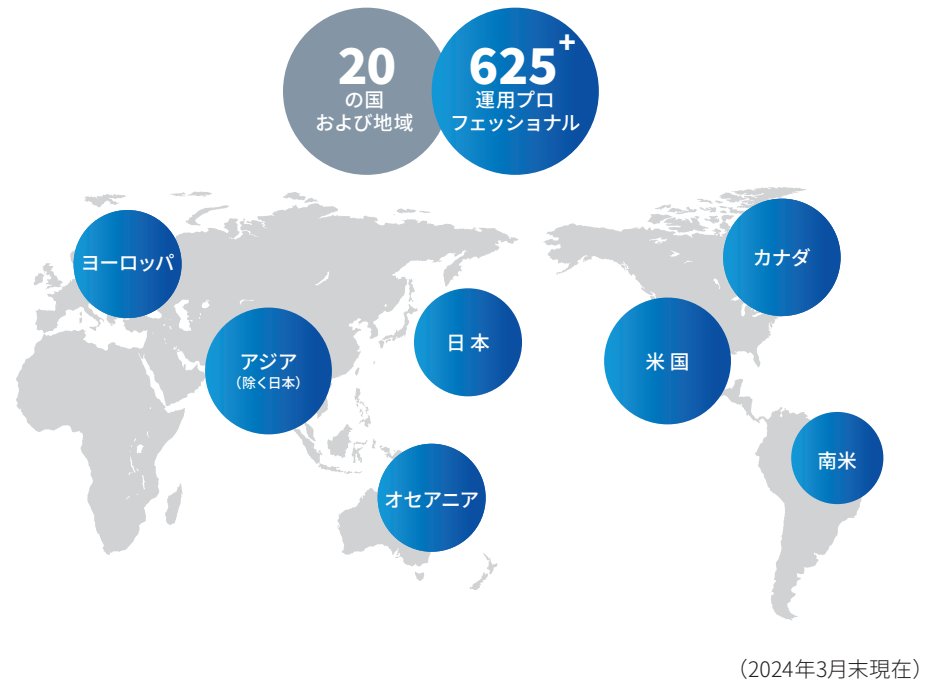 20
の国
および地域
625+
運用プロ
フェッショナル
ヨーロッパ
カナダ
アジア
（除く日本）
日 本
米 国
南米
オセアニア
（2024年3月末現在）